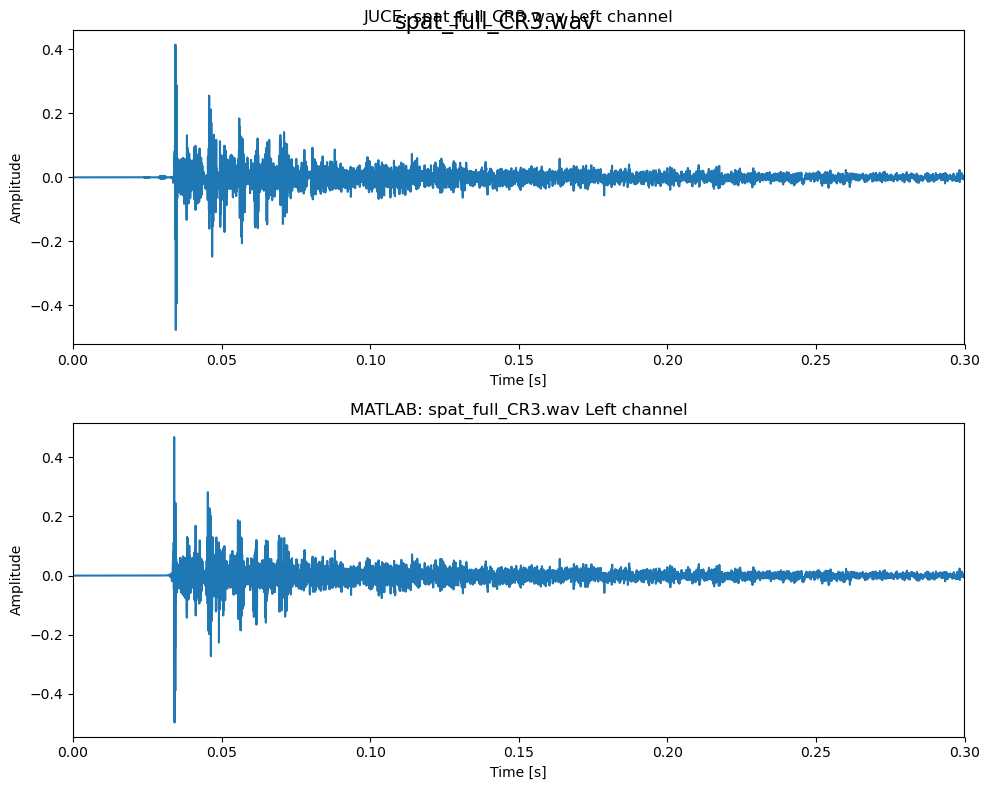 JUCE: spat_full_CR3.wav Left channel
spat_full_CR3.wav
0.4
0.2
0.0
−0.2
−0.4
Amplitude
0.00 0.05 0.10 0.15 0.20 0.25 0.30
Time [s]
MATLAB: spat_full_CR3.wav Left channel
0.4
0.2
0.0
−0.2
−0.4
Amplitude
0.00 0.05 0.10 0.15 0.20 0.25 0.30
Time [s]